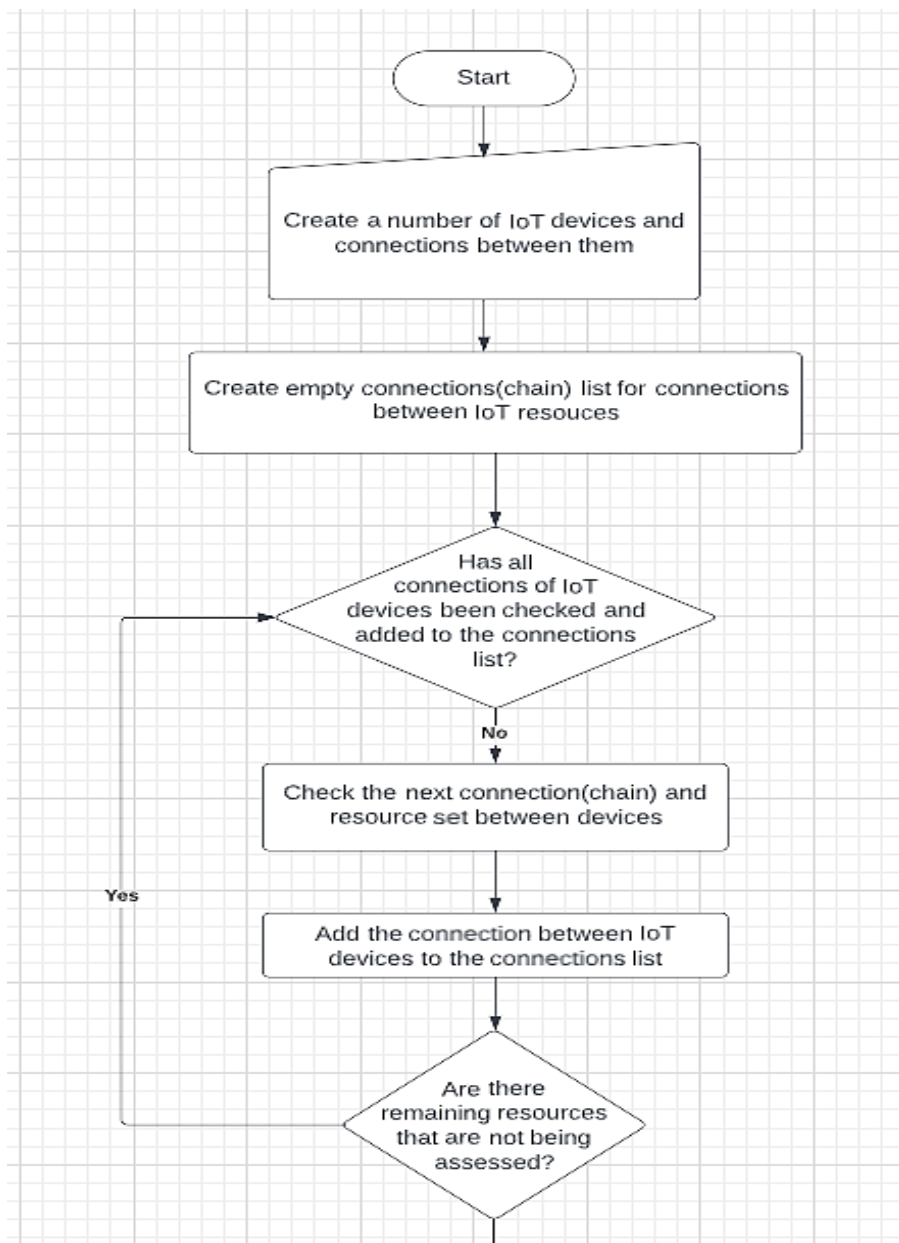 Start
Create a number of IoT devices and
connections between them
Create empty connections(chain) list for connections
between IoT resouces
Has all
connections of IoT
devices been checked and
added to the connections
list?
No
Check the next connection(chain) and
resource set between devices
Yes
Add the connection between IoT
devices to the connections list
Are there
remaining resources
that are not being
assessed?